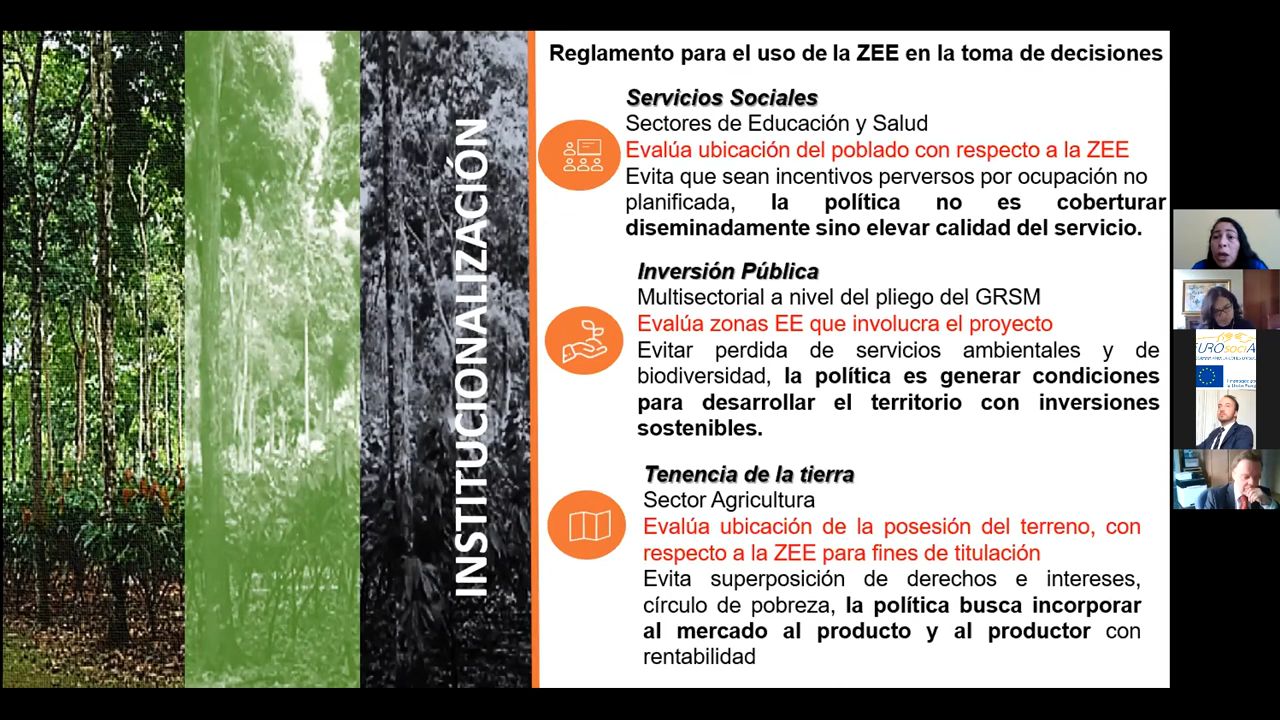 Reglamento para el uso de la ZEE en la toma de decisiones
INSTITUCIONALIZACIÓN
Servicios Sociales
Sectores de Educación y Salud
Evalúa ubicación del poblado con respecto a la ZEE
Evita que sean incentivos perversos por ocupación no
planificada, la política no es coberturar
diseminadamente sino elevar calidad del servicio.
Inversión Pública
Multisectorial a nivel del pliego del GRSM
Evalúa zonas EE que involucra el proyecto
Evitar perdida de servicios ambientales y de
biodiversidad, la política es generar condiciones
para desarrollar el territorio con inversiones
sostenibles.
Tenencia de la tierra
Sector Agricultura
Evalúa ubicación de la posesión del terreno, con
respecto a la ZEE para fines de titulación
Evita superposición de derechos e intereses,
círculo de pobreza, la política busca incorporar
al mercado al producto y al productor con
rentabilidad